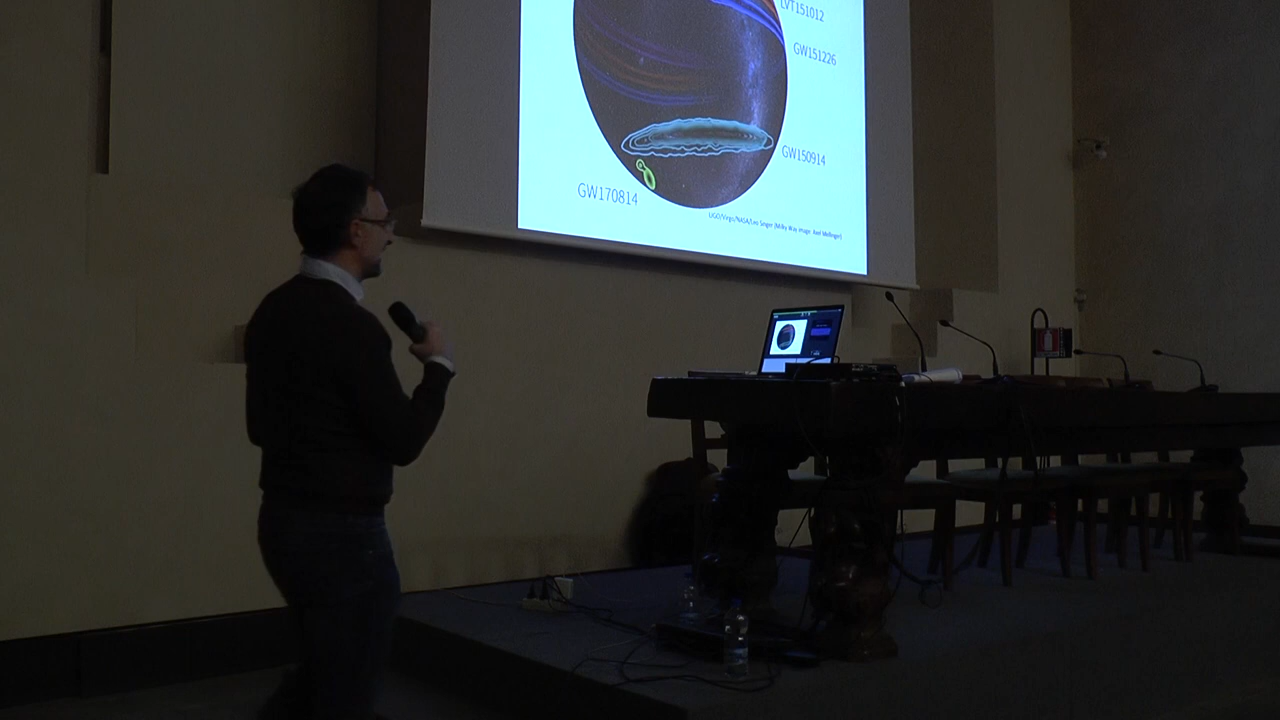 LVT151012
GW151226
GW150914
GW170814
LIGO/Virgo/NASA/Leo Singer (Milky Way image: Axel Mellinger)